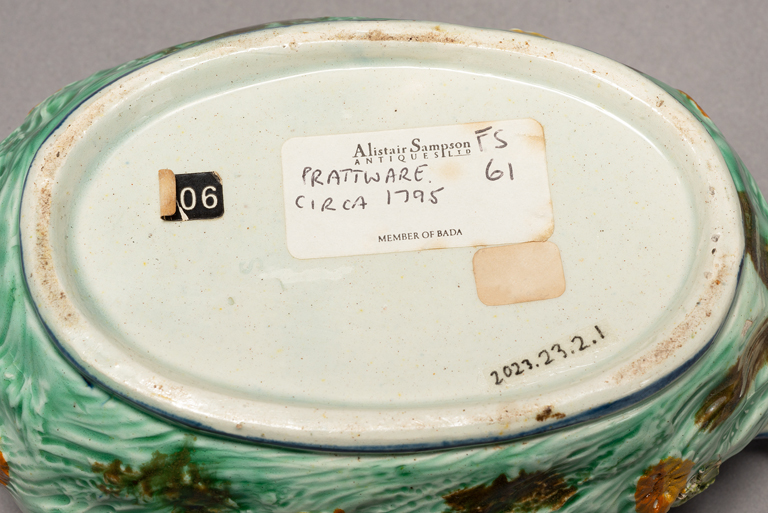 Alistair Sampson
ANTIQUES LTD
FS
61
PRATTWARE.
CIRCA 1795
MEMBER OF BADA
06
2023.23.2.1